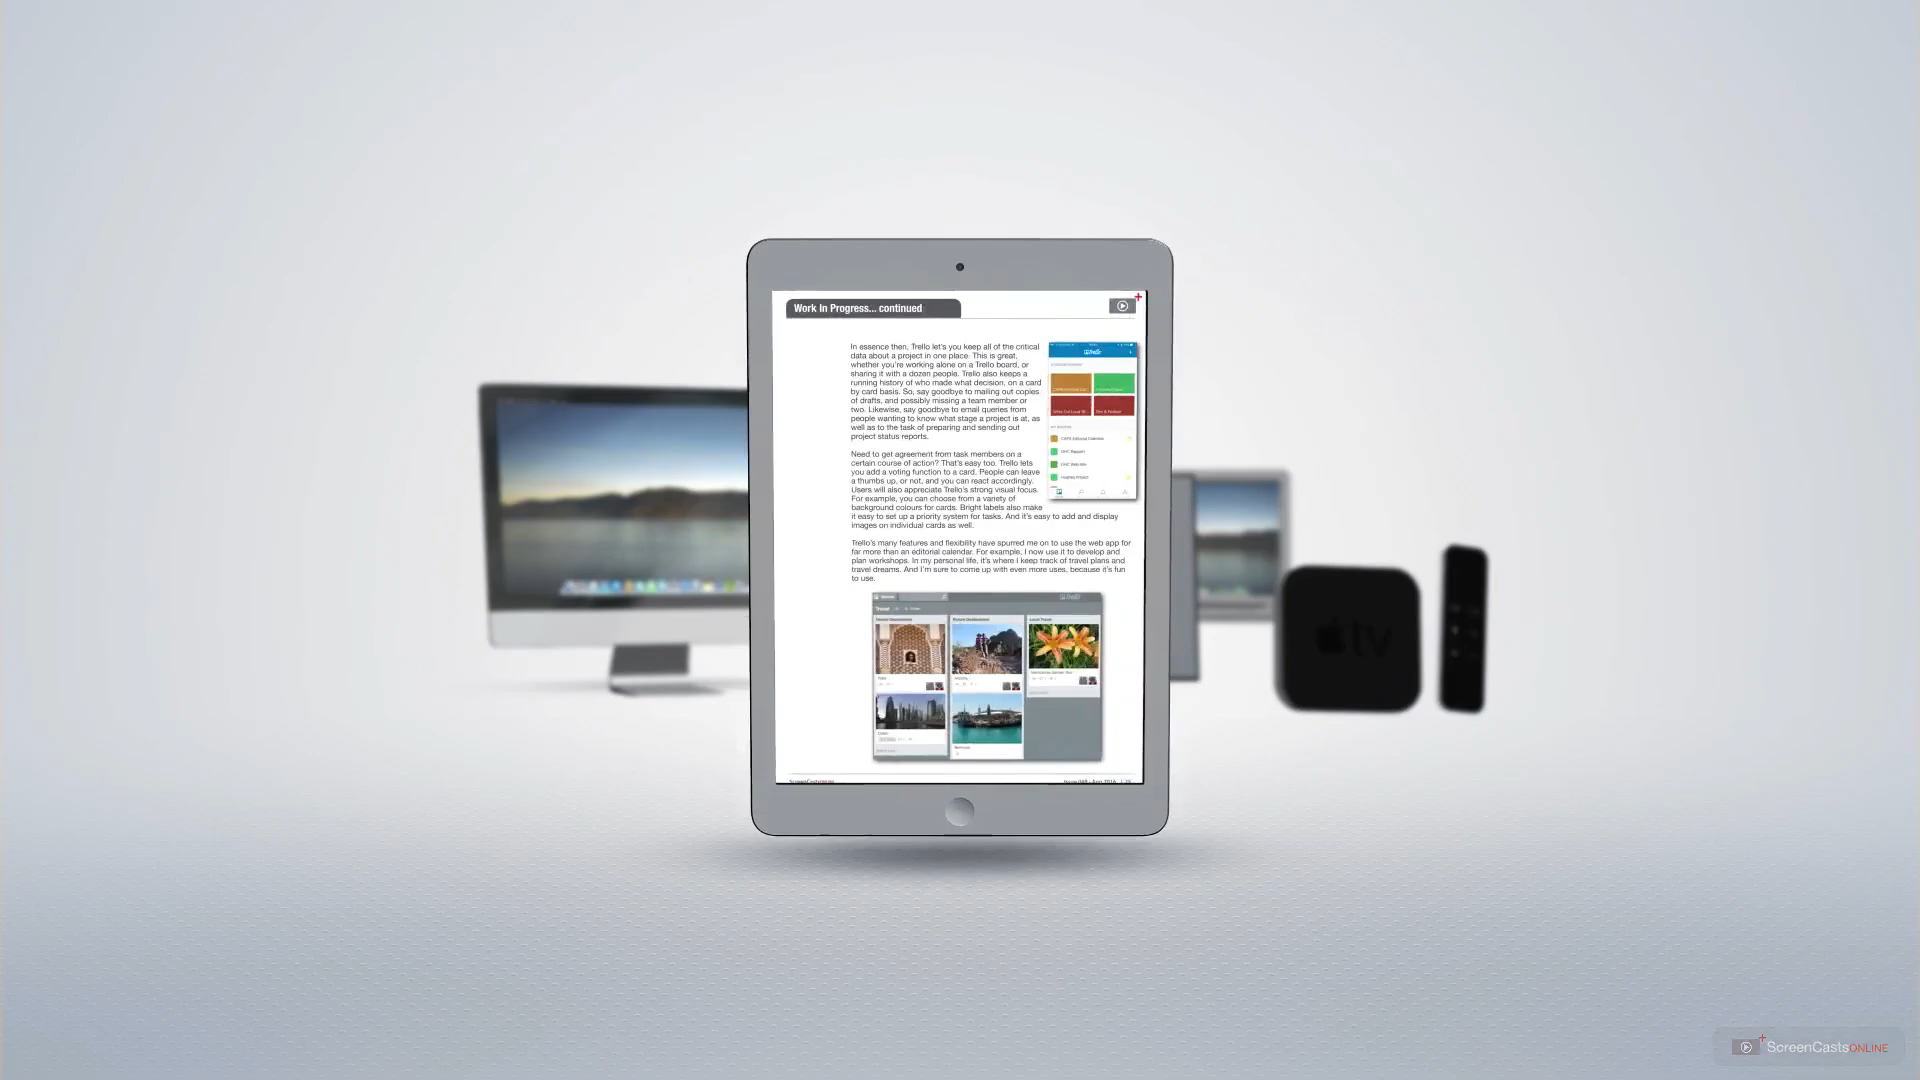 Work In Progress... continued
In essence then, Trello let's you keep all of the critical
data about a project in one place. This is great,
whether you're working alone on a Trello board, or
sharing it with a dozen people. Trello also keeps a
running history of who made what decision, on a card
by card basis. So, say goodbye to mailing out copies
of drafts, and possibly missing a team member or
two. Likewise, say goodbye to email queries from
people wanting to know what stage a project is at, as
well as to the task of preparing and sending out
project status reports.
Need to get agreement from task members on a
certain course of action? That's easy too. Trello lets
you add a voting function to a card. People can leave
a thumbs up, or not, and you can react accordingly.
Users will also appreciate Trello's strong visual focus.
For example, you can choose from a variety of
background colours for cards. Bright labels also make
it easy to set up a priority system for tasks. And it's easy to add and display
images on individual cards as well.
Trello's many features and flexibility have spurred me on to use the web app for
far more than an editorial calendar. For example, I now use it to develop and
plan workshops. In my personal life, it's where I keep track of travel plans and
travel dreams. And I'm sure to come up with even more uses, because it's fun
to use.
Trello
CAPS Editorial Calendar
Hughes Project
Trello
Travel
Local Travel
tv
ScreenCastsONLINE